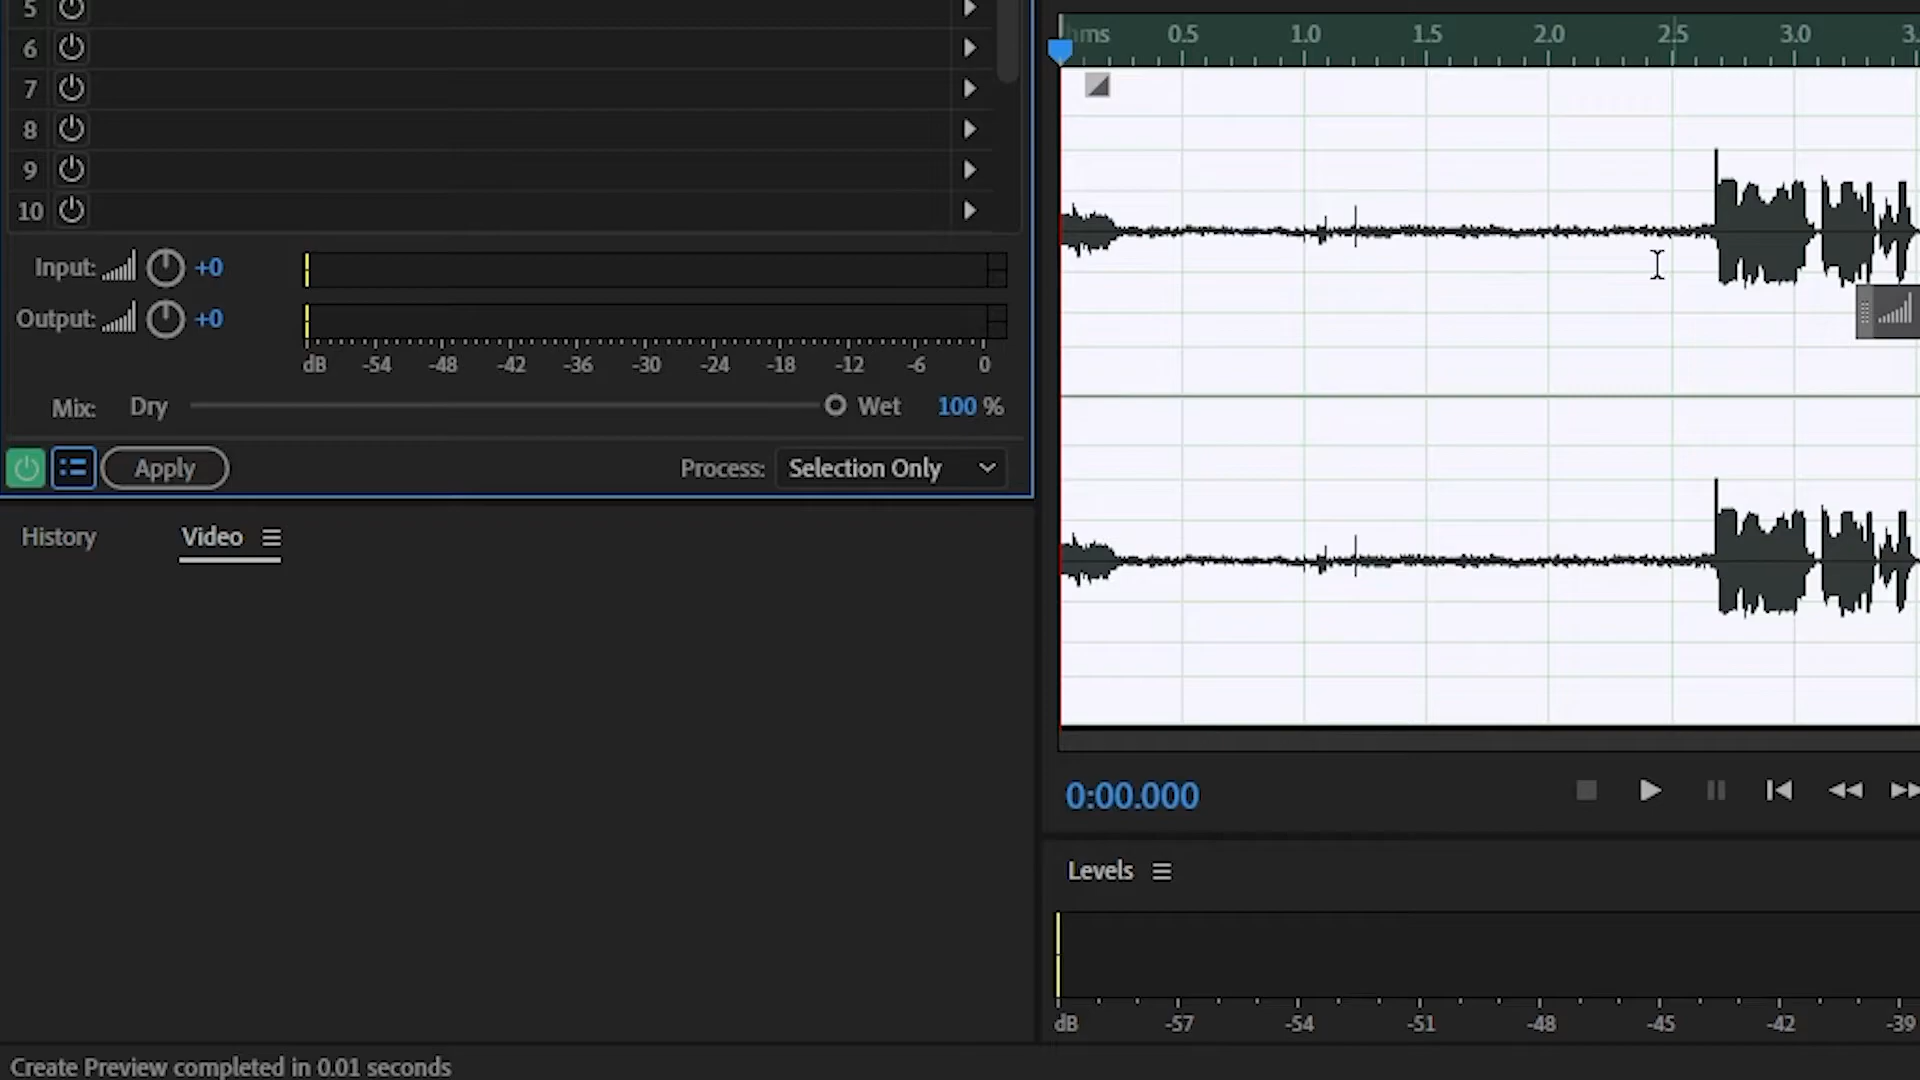 5
6
7
8
9
10
Input: +0
Output: +0
dB -54 -48 -42 -36 -30 -24 -18 -12 -6 0
Mix: Dry Wet 100 %
Apply Process: Selection Only
History Video
Create Preview completed in 0.01 seconds
hms 0.5 1.0 1.5 2.0 2.5 3.0 3.
0:00.000
Levels
dB -57 -54 -51 -48 -45 -42 -39